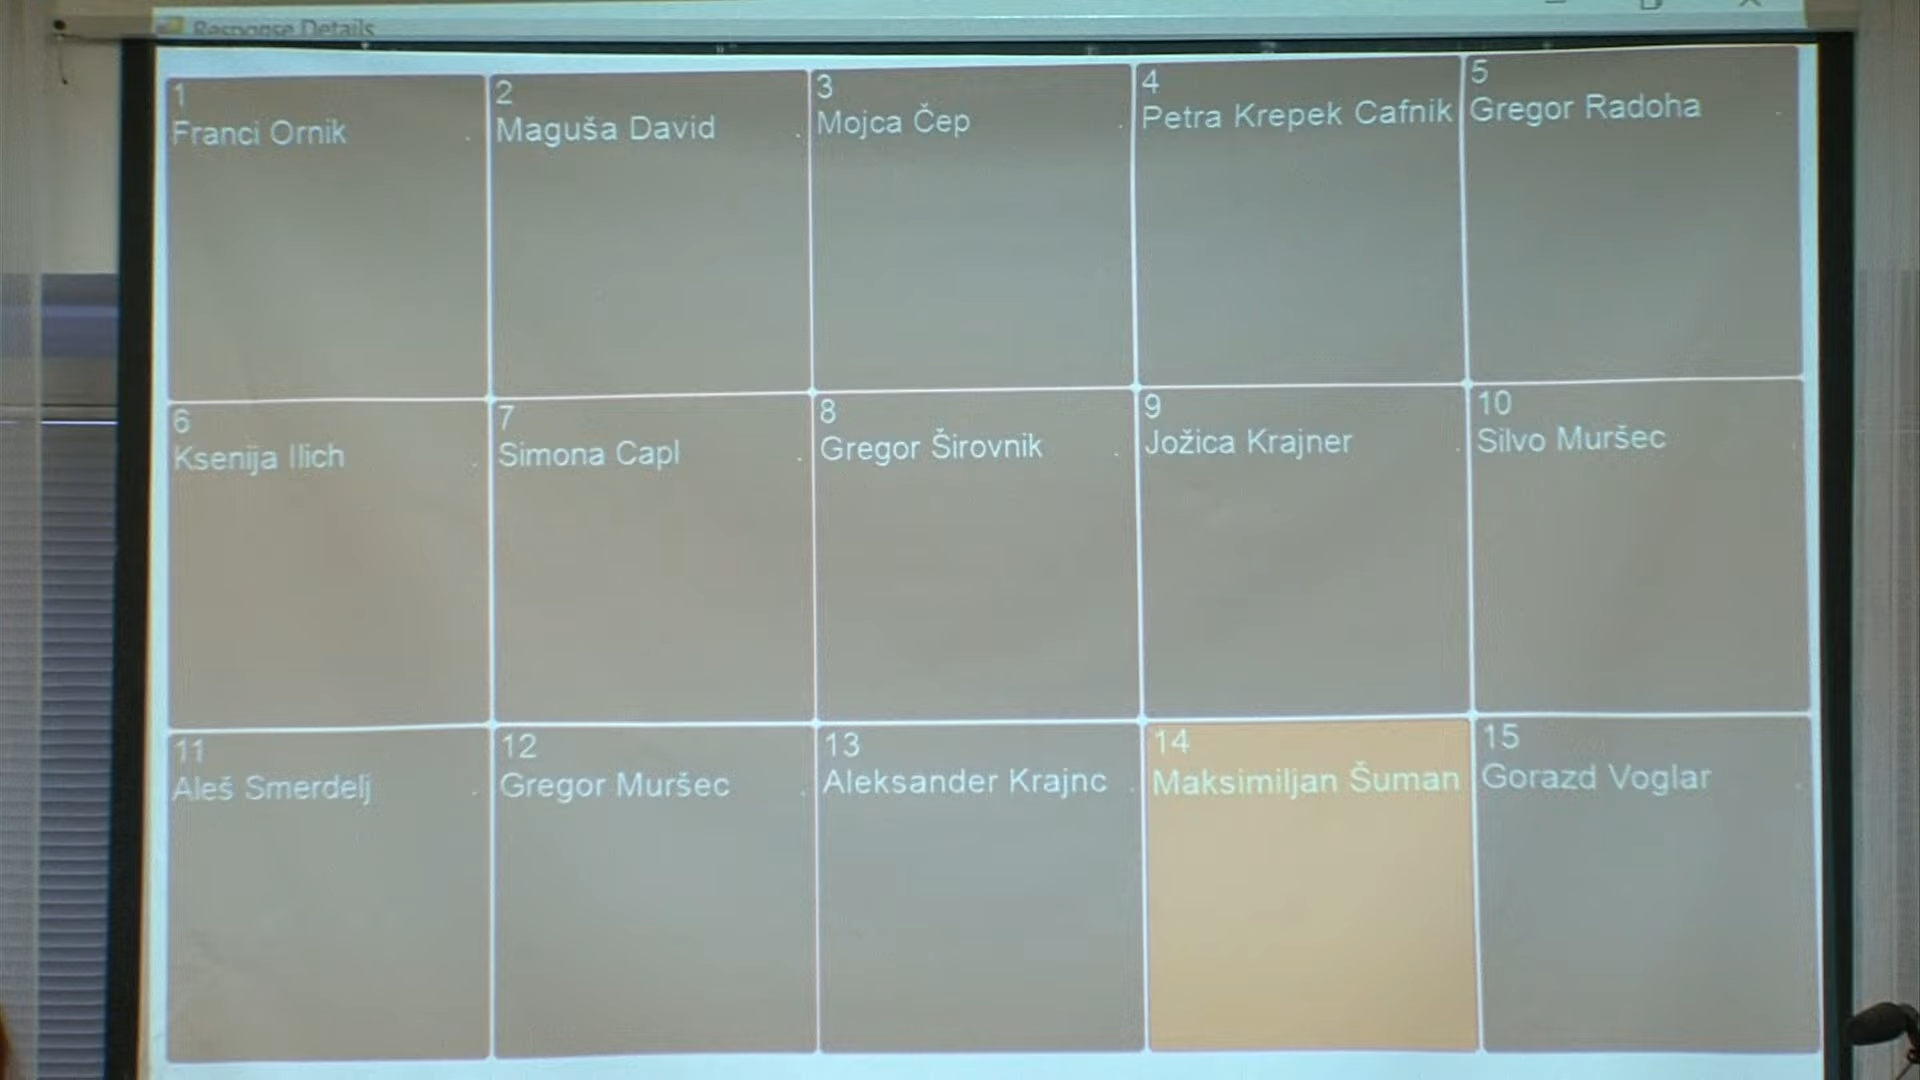 Response Details
1
Franci Ornik
2
Maguša David
3
Mojca Čep
4
Petra Krepek Cafnik
5
Gregor Radoha
6
Ksenija Ilich
7
Simona Capl
8
Gregor Širovnik
9
Jožica Krajner
10
Silvo Muršec
11
Aleš Smerdelj
12
Gregor Muršec
13
Aleksander Krajnc
14
Maksimiljan Šuman
15
Gorazd Voglar